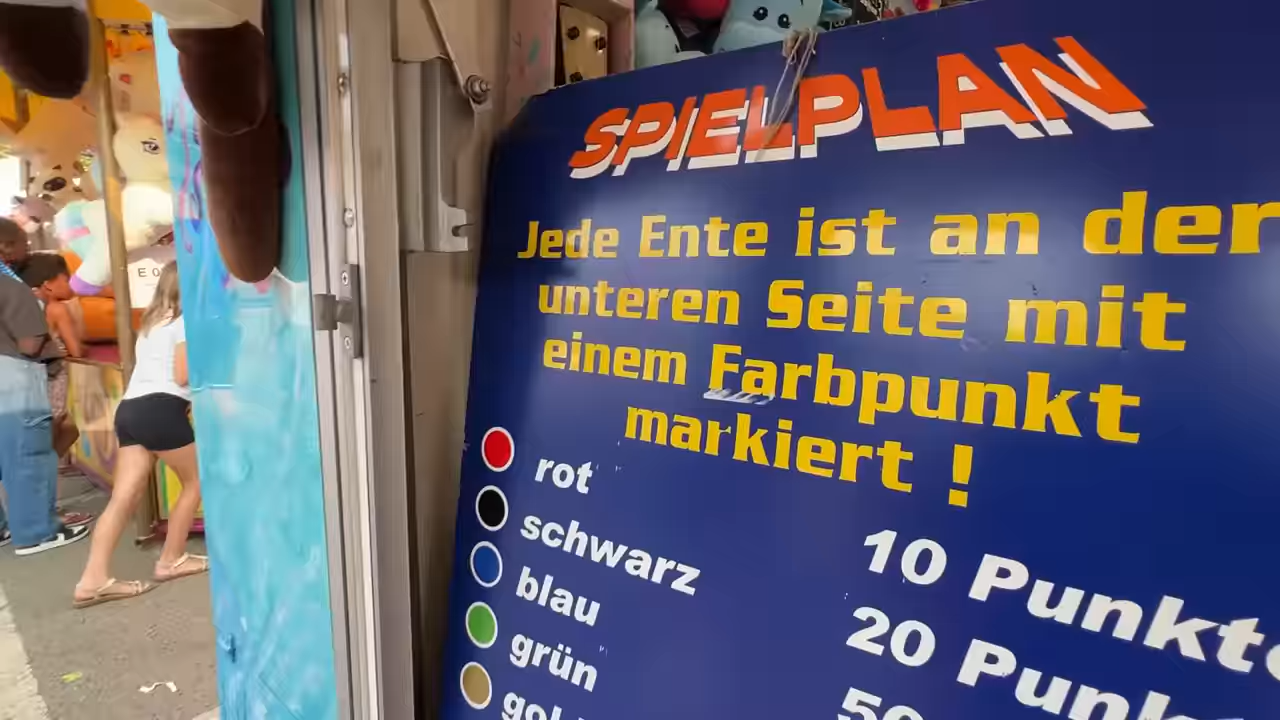 SPIELPLAN
Jede Ente ist an der
unteren Seite mit
einem Farbpunkt
markiert !
rot
schwarz 10 Punkte
blau 20
grün 50